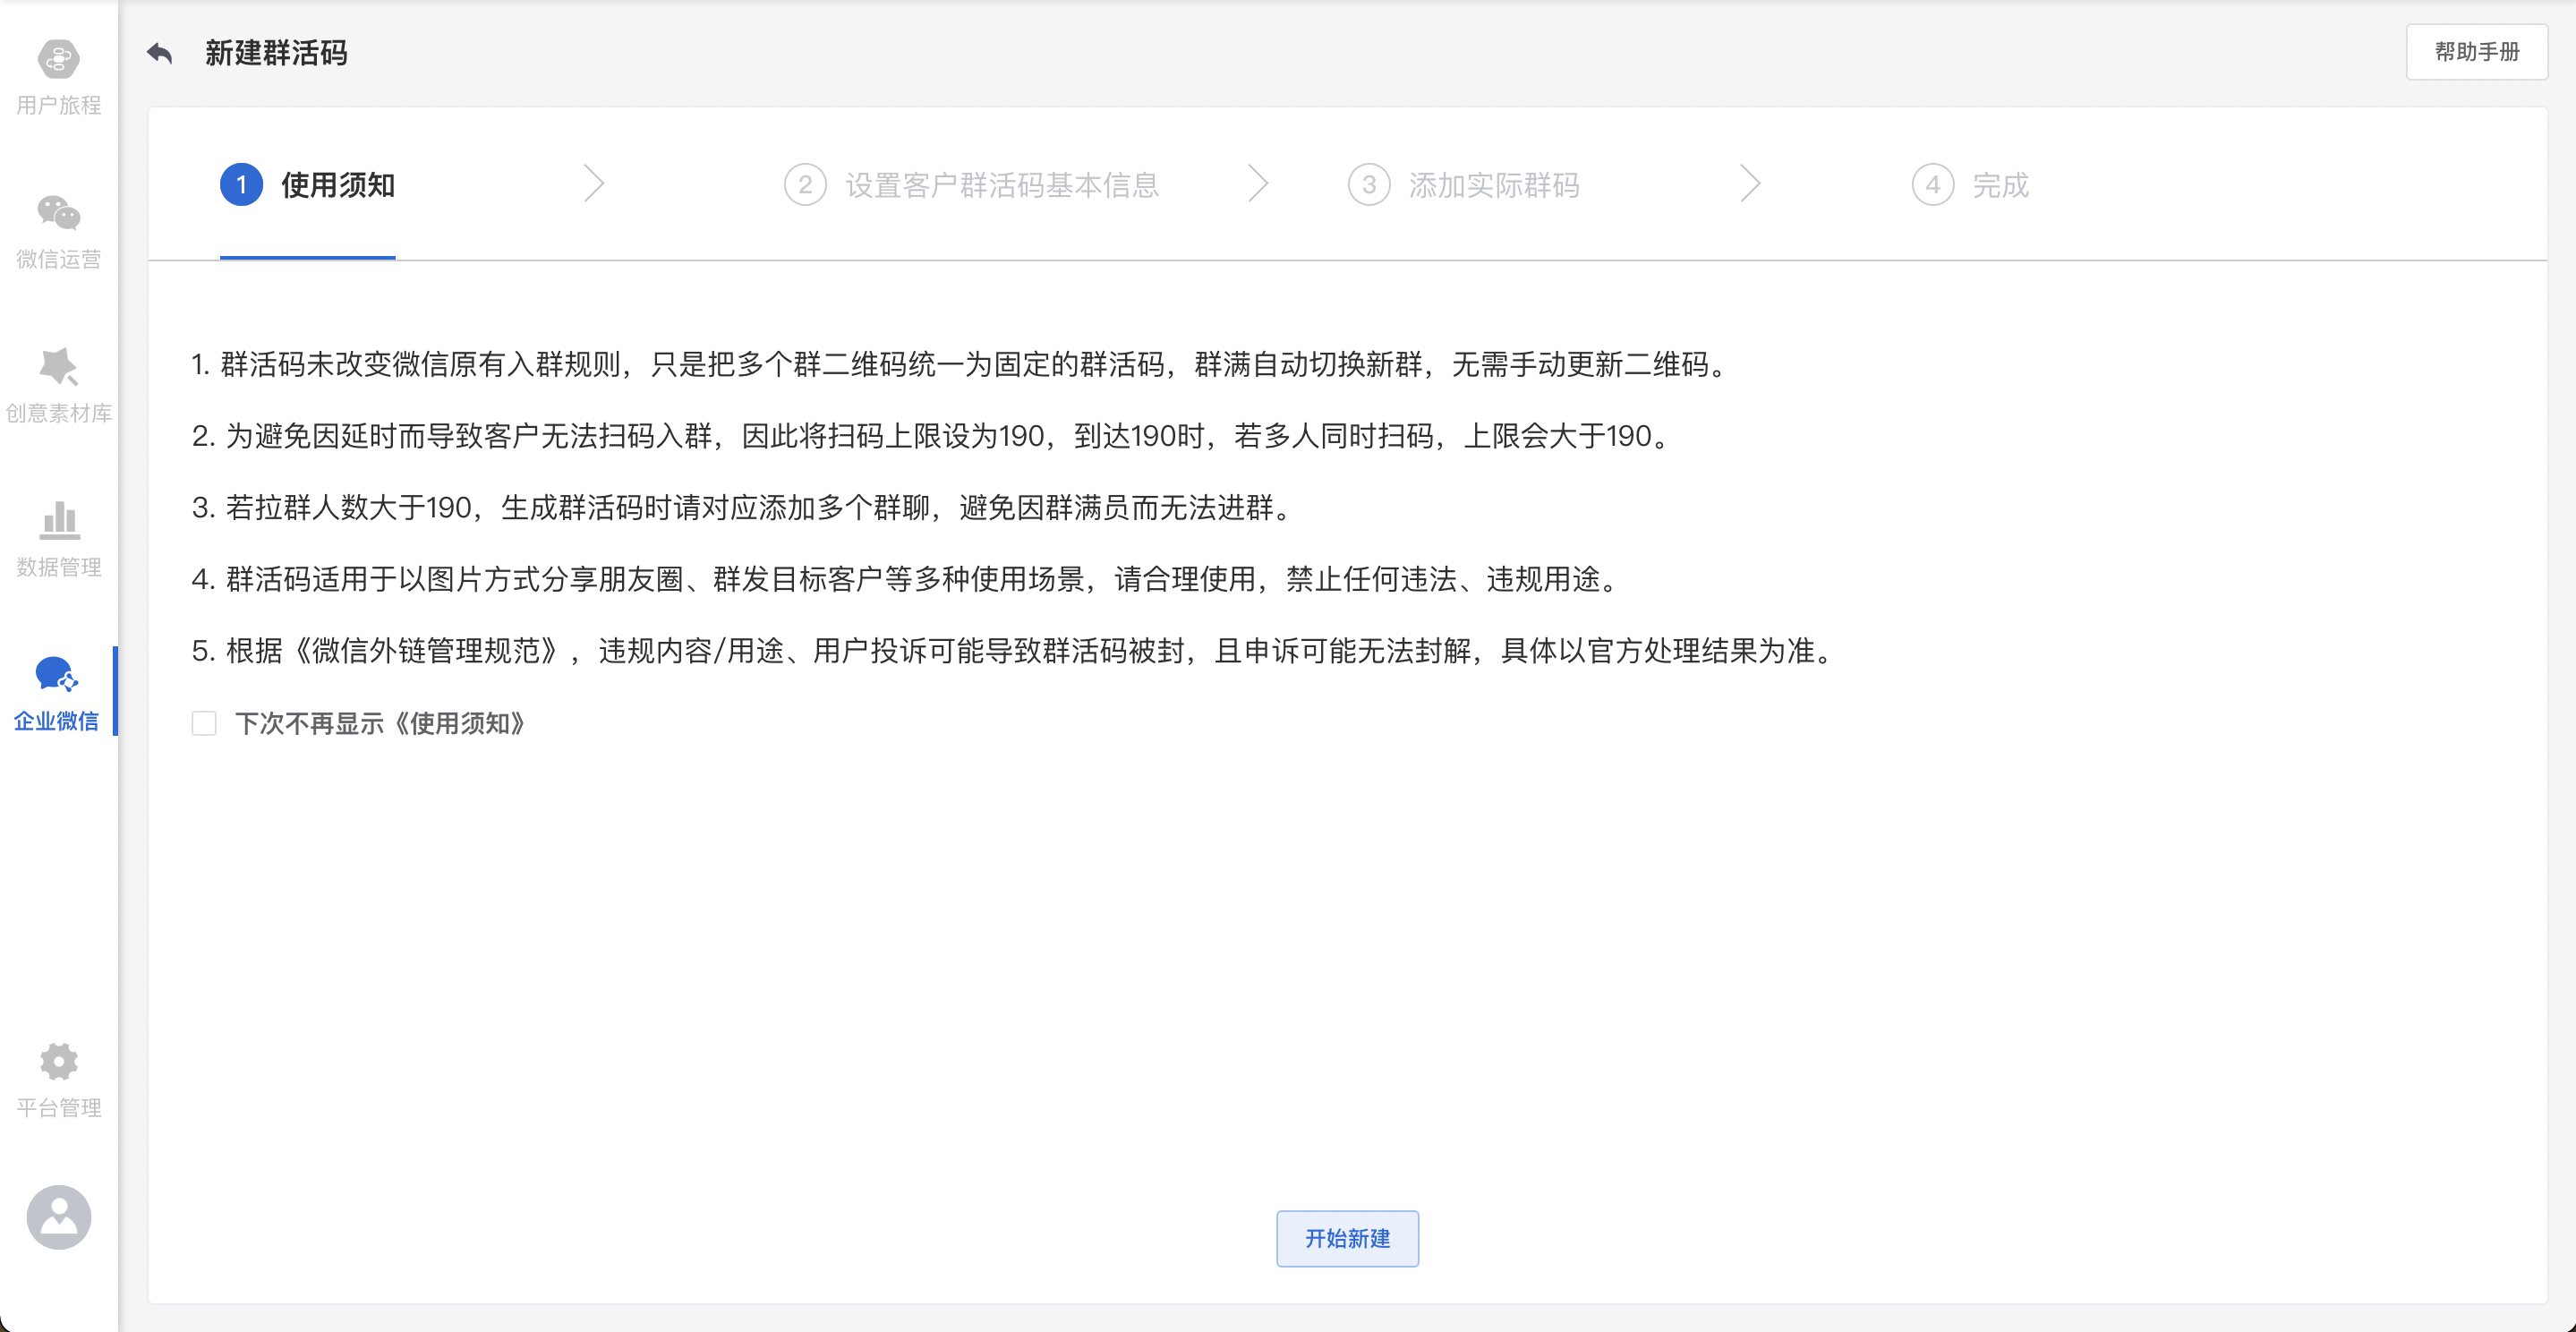 新建群活码
帮助手册
用户旅程
微信运营
创意素材库
数据管理
企业微信
平台管理
1 使用须知
2 设置客户群活码基本信息
3 添加实际群码
4 完成
1. 群活码未改变微信原有入群规则，只是把多个群二维码统一为固定的群活码，群满自动切换新群，无需手动更新二维码。
2. 为避免因延时而导致客户无法扫码入群，因此将扫码上限设为190，到达190时，若多人同时扫码，上限会大于190。
3. 若拉群人数大于190，生成群活码时请对应添加多个群聊，避免因群满员而无法进群。
4. 群活码适用于以图片方式分享朋友圈、群发目标客户等多种使用场景，请合理使用，禁止任何违法、违规用途。
5. 根据《微信外链管理规范》，违规内容/用途、用户投诉可能导致群活码被封，且申诉可能无法封解，具体以官方处理结果为准。
下次不再显示《使用须知》
开始新建